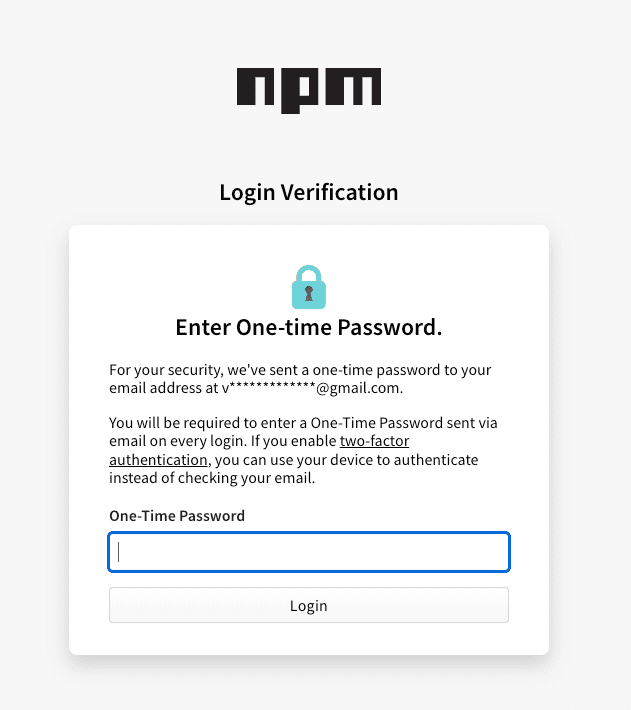 npm
Login Verification
Enter One-time Password.
For your security, we've sent a one-time password to your
email address at v*************@gmail.com.
You will be required to enter a One-Time Password sent via
email on every login. If you enable two-factor
authentication, you can use your device to authenticate
instead of checking your email.
One-Time Password
Login